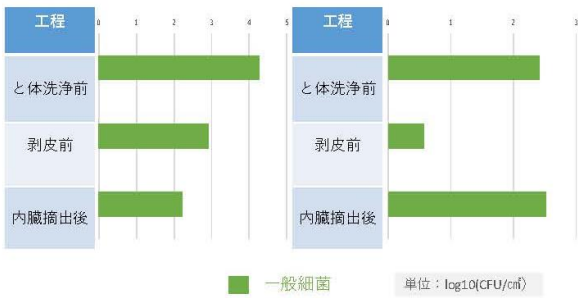 工程
0 1 2 3 4 5
と体洗浄前
剥皮前
内臓摘出後
工程
0 1 2 3
と体洗浄前
剥皮前
内臓摘出後
一般細菌
単位：log10(CFU/㎠)